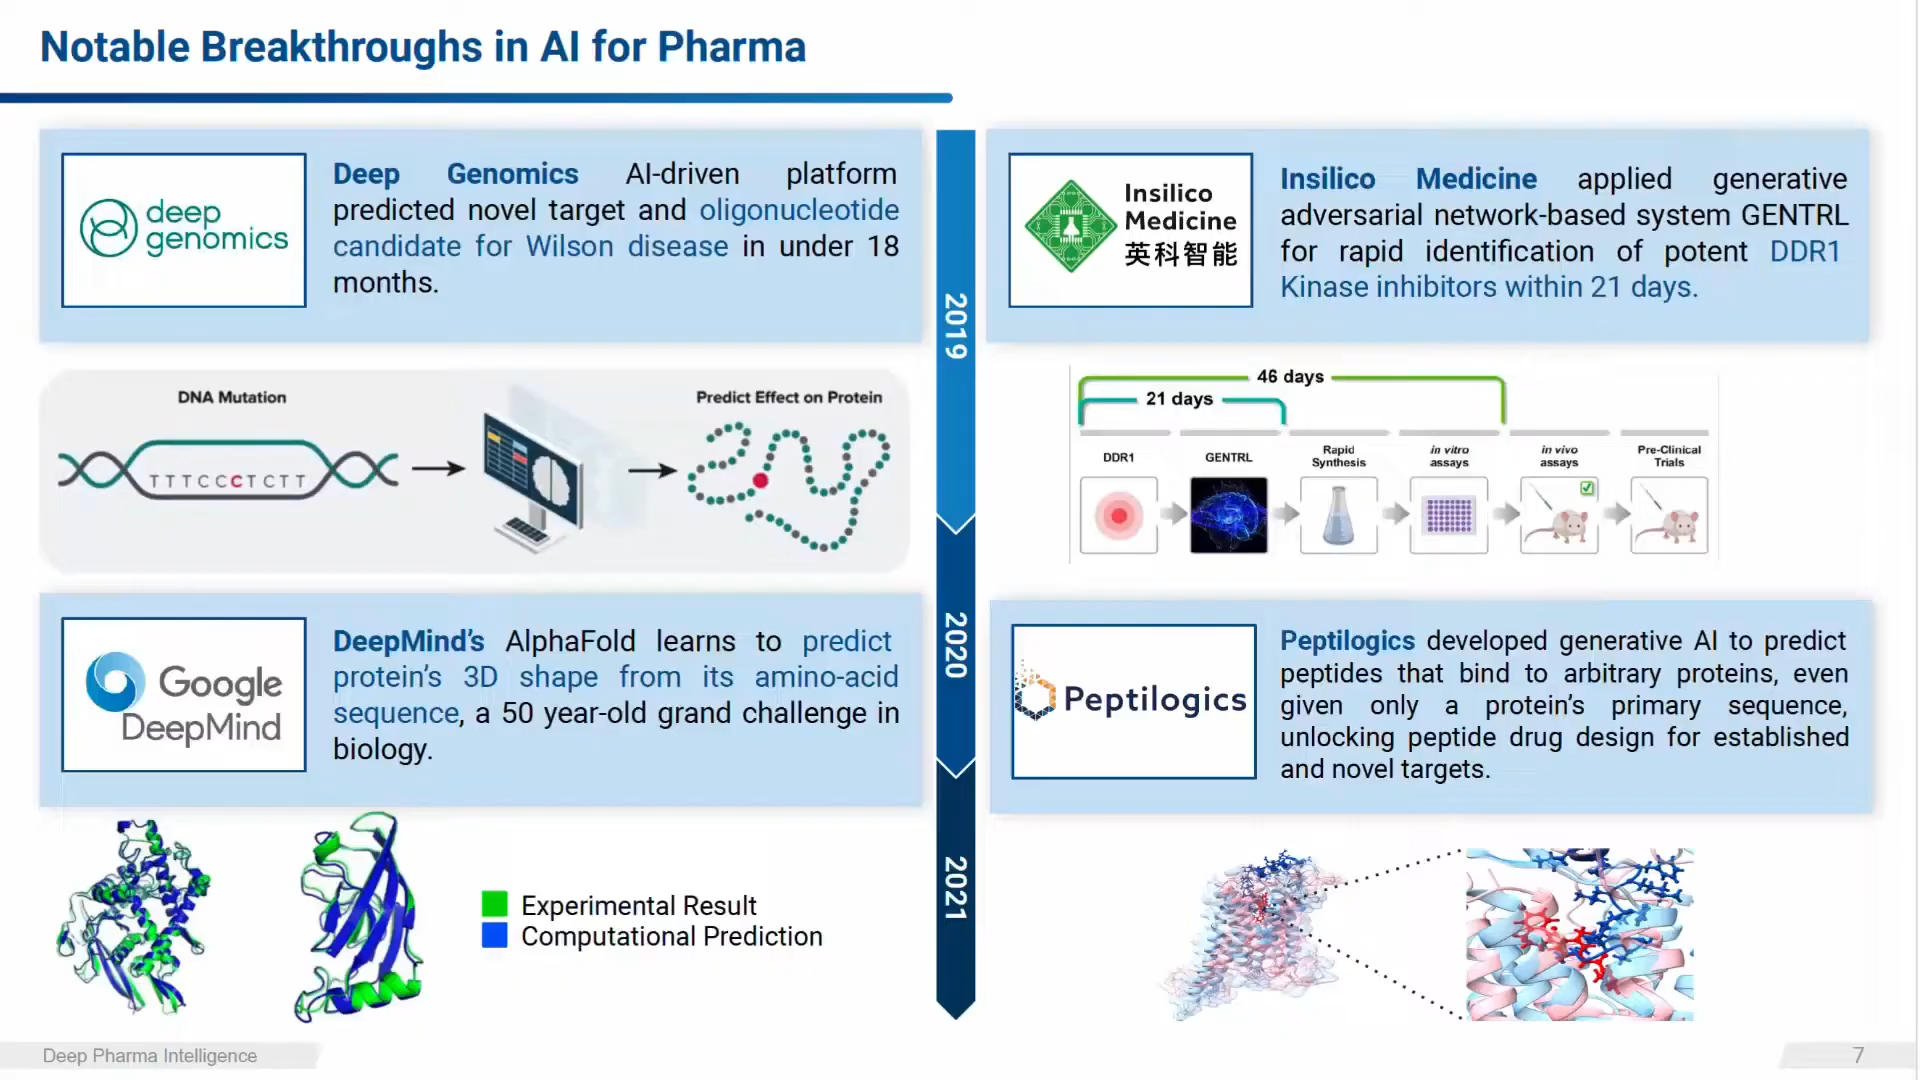 Notable Breakthroughs in AI for Pharma
deep
genomics
Deep Genomics AI-driven platform
predicted novel target and oligonucleotide
candidate for Wilson disease in under 18
months.
DNA Mutation
TTTCCCTCTT
Predict Effect on Protein
2019
Insilico
Medicine
英科智能
Insilico Medicine applied generative
adversarial network-based system GENTRL
for rapid identification of potent DDR1
Kinase inhibitors within 21 days.
46 days
21 days
DDR1
GENTRL
Rapid
Synthesis
in vitro
assays
in vivo
assays
Pre-Clinical
Trials
Google
DeepMind
DeepMind’s AlphaFold learns to predict
protein’s 3D shape from its amino-acid
sequence, a 50 year-old grand challenge in
biology.
2020
Peptilogics
Peptilogics developed generative AI to predict
peptides that bind to arbitrary proteins, even
given only a protein’s primary sequence,
unlocking peptide drug design for established
and novel targets.
Experimental Result
Computational Prediction
2021
Deep Pharma Intelligence
7